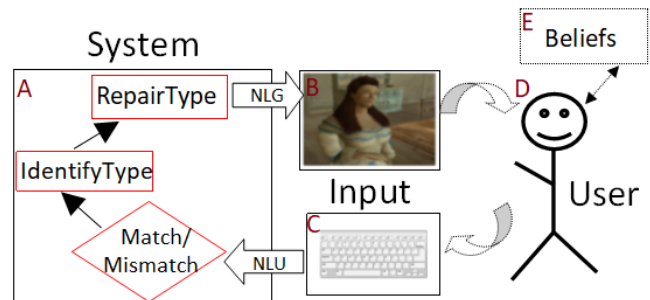 System
A
RepairType
NLG
B
E
Beliefs
D
IdentifyType
Input
User
C
Match/
Mismatch
NLU